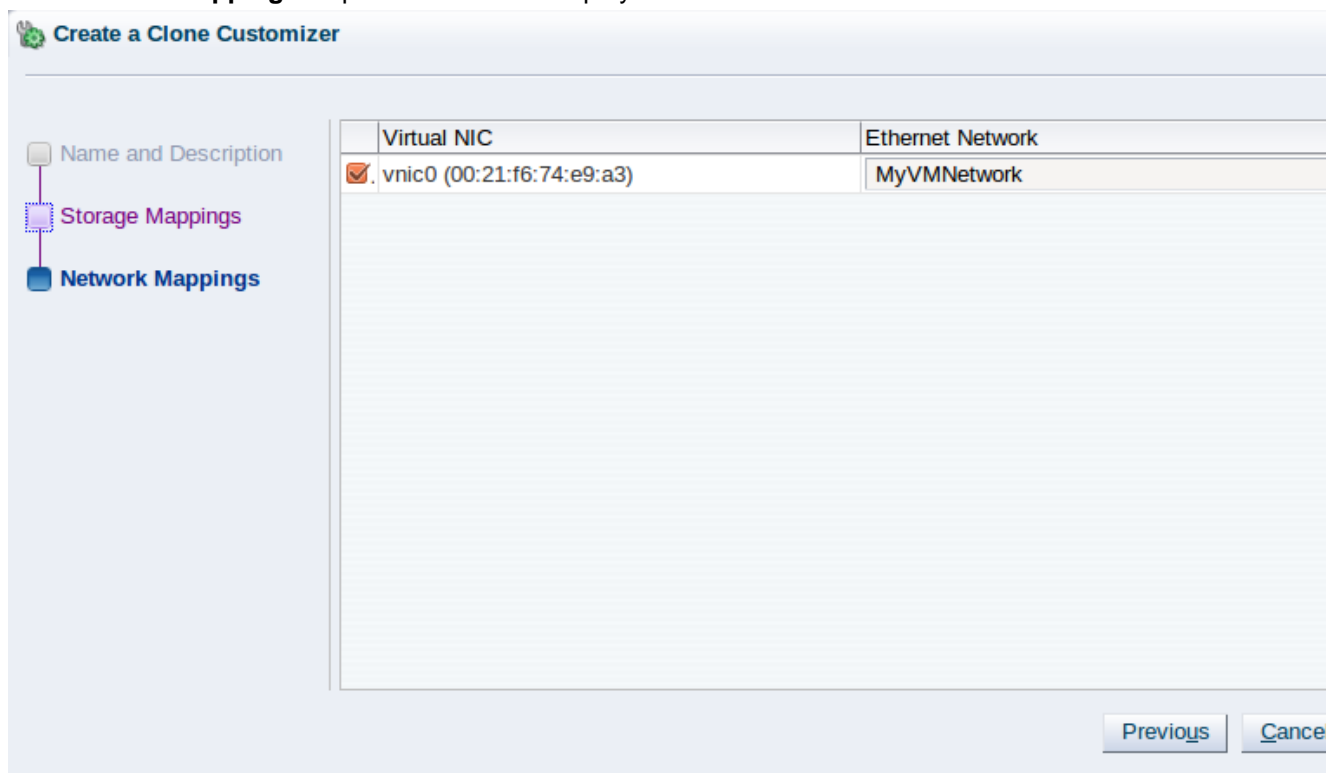 Create a Clone Customizer
Virtual NIC Ethernet Network
Name and Description
vnic0 (00:21:f6:74:e9:a3) MyVMNetwork
Storage Mappings
Network Mappings
Previous Cance